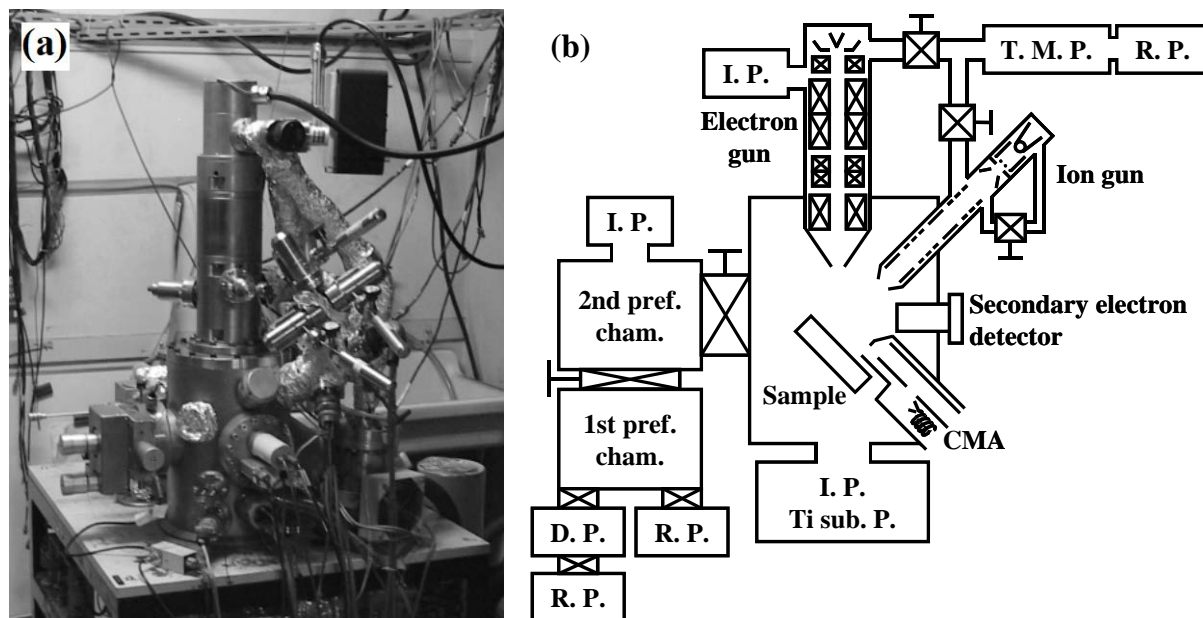 (a)
(b)
I. P.
T. M. P.
R. P.
Electron
gun
Ion gun
I. P.
2nd pref.
cham.
Secondary electron
detector
Sample
1st pref.
cham.
CMA
I. P.
Ti sub. P.
D. P.
R. P.
R. P.